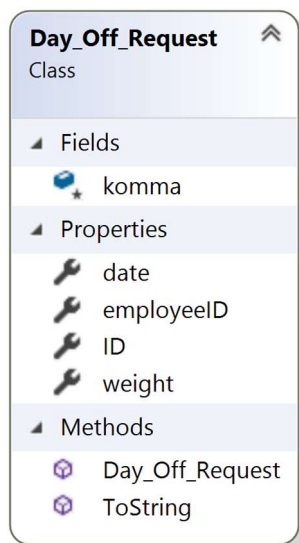 Day_Off_Request
Class
Fields
komma
Properties
date
employeeID
ID
weight
Methods
Day_Off_Request
ToString